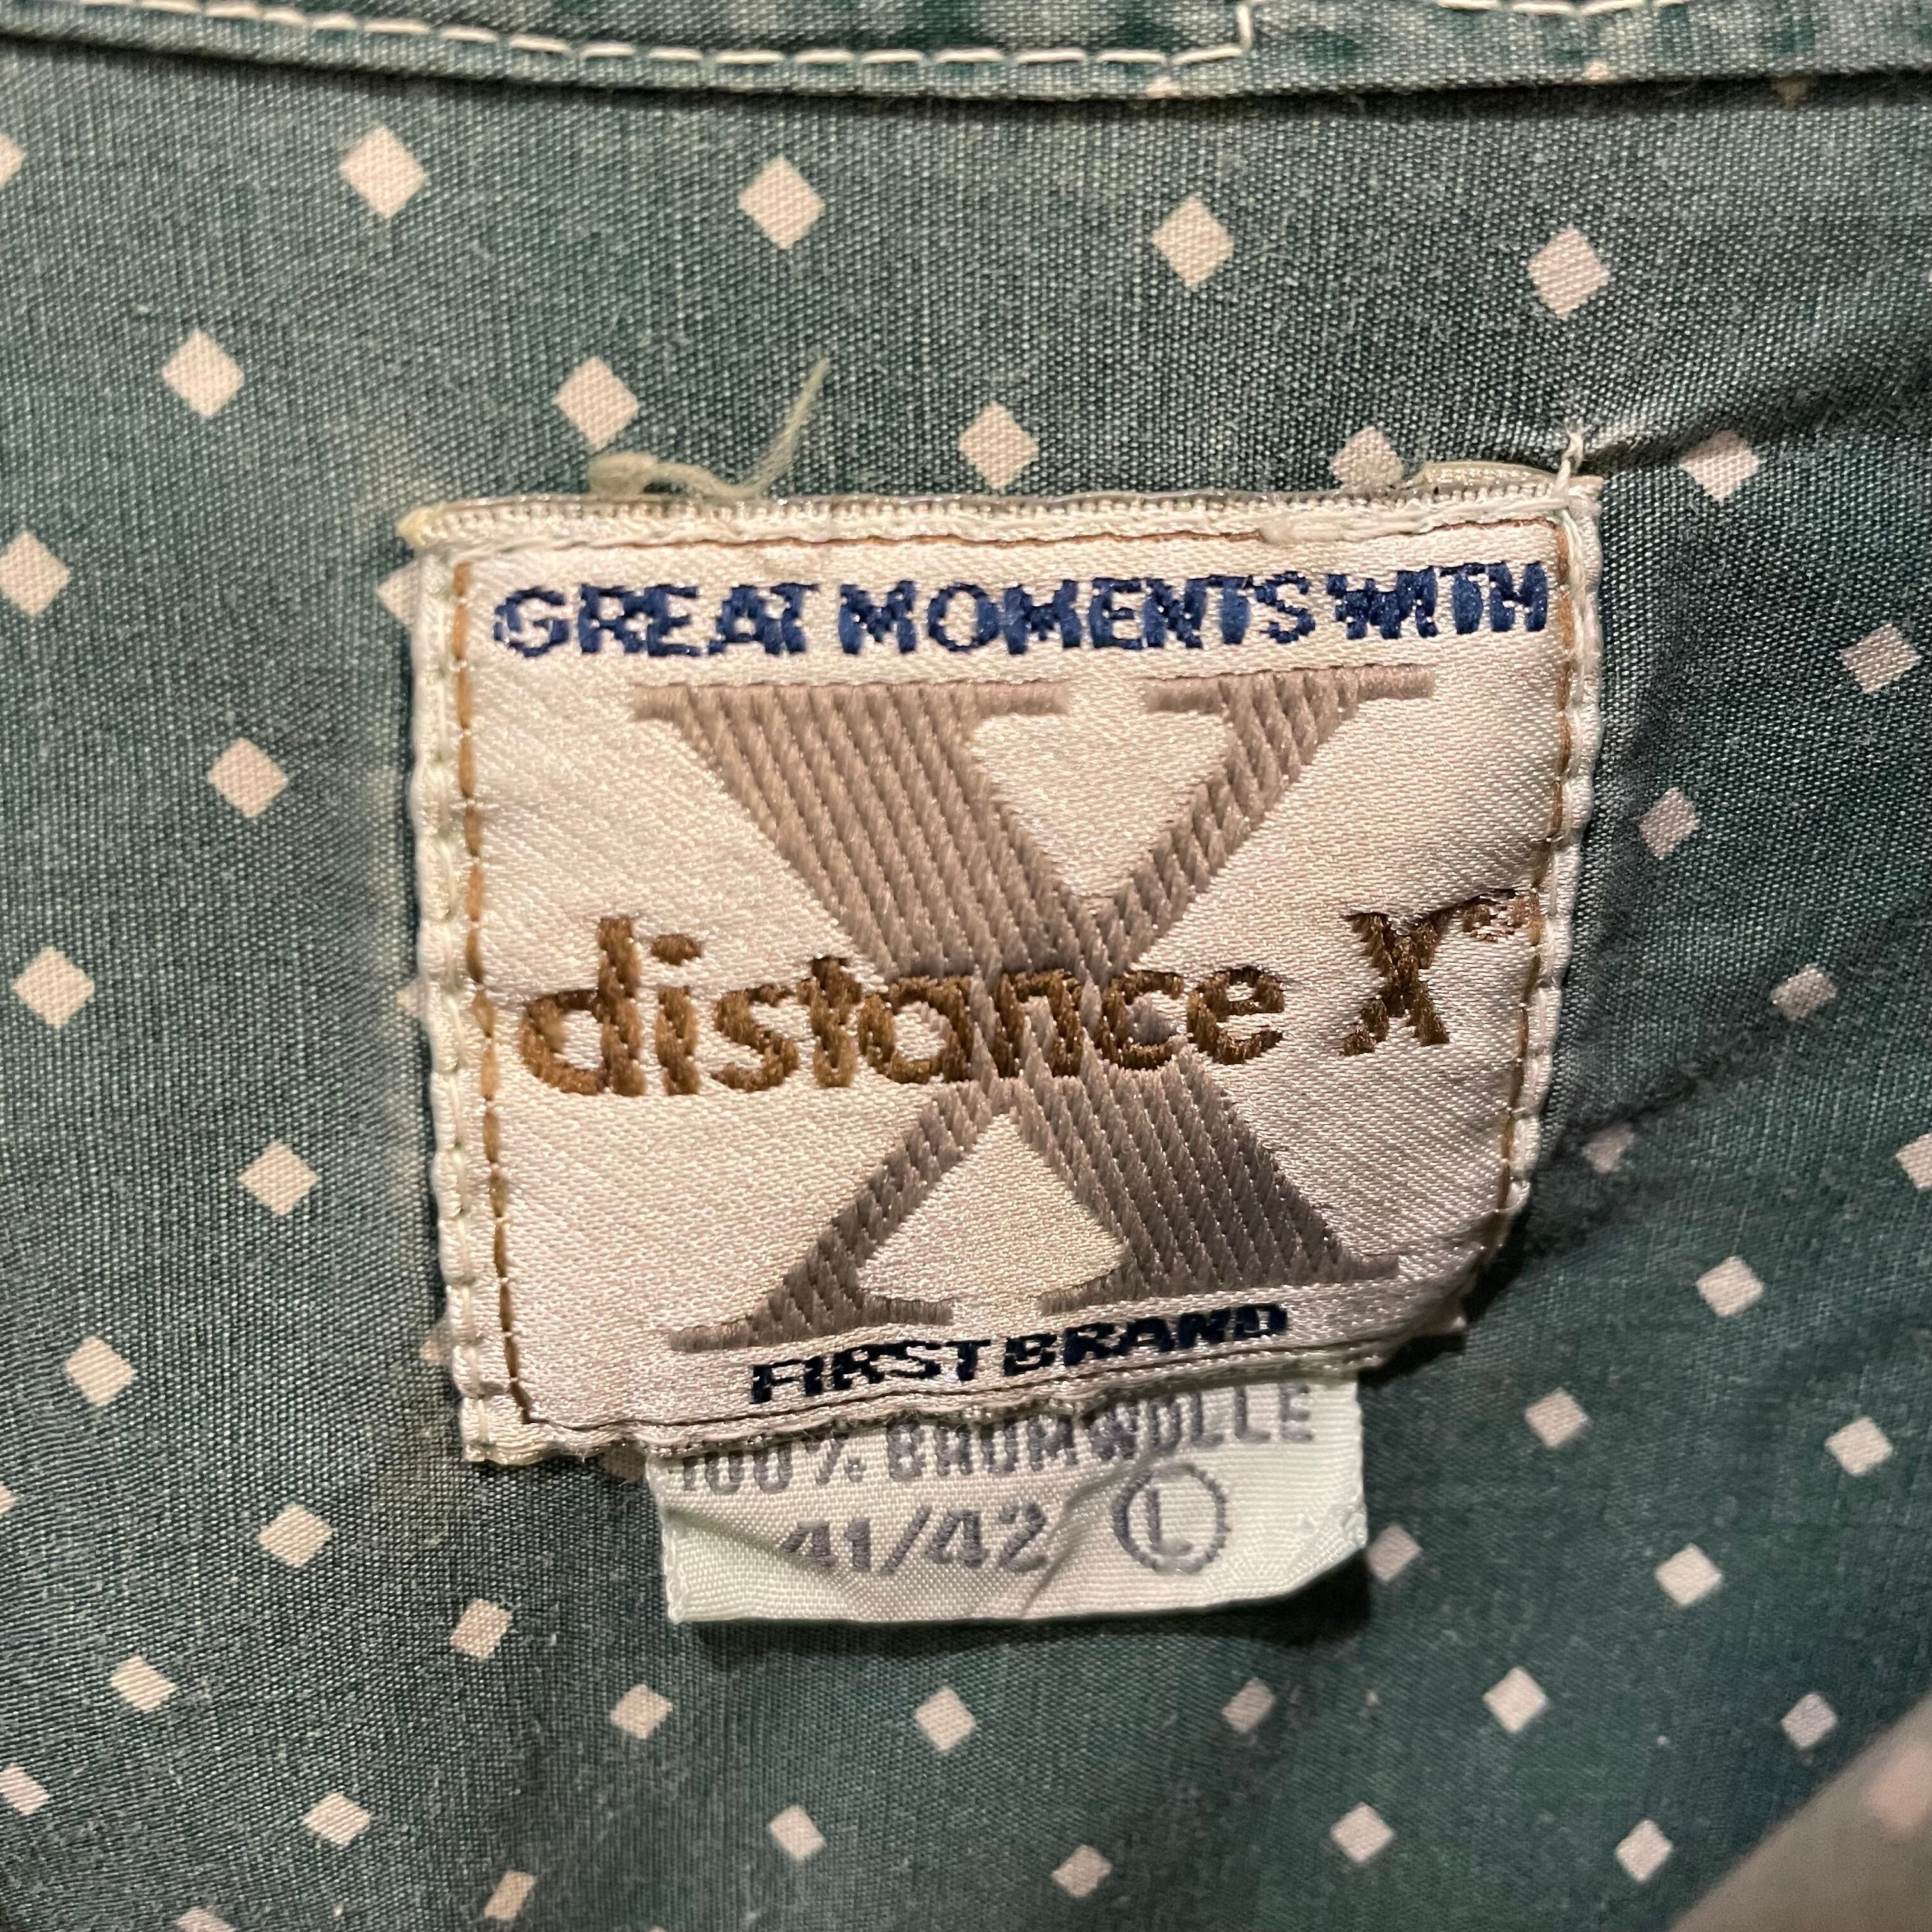 GREAT MOMENTS WITH
distance X®
FIRST BRAND
100% BAUMWOLLE
41/42 L